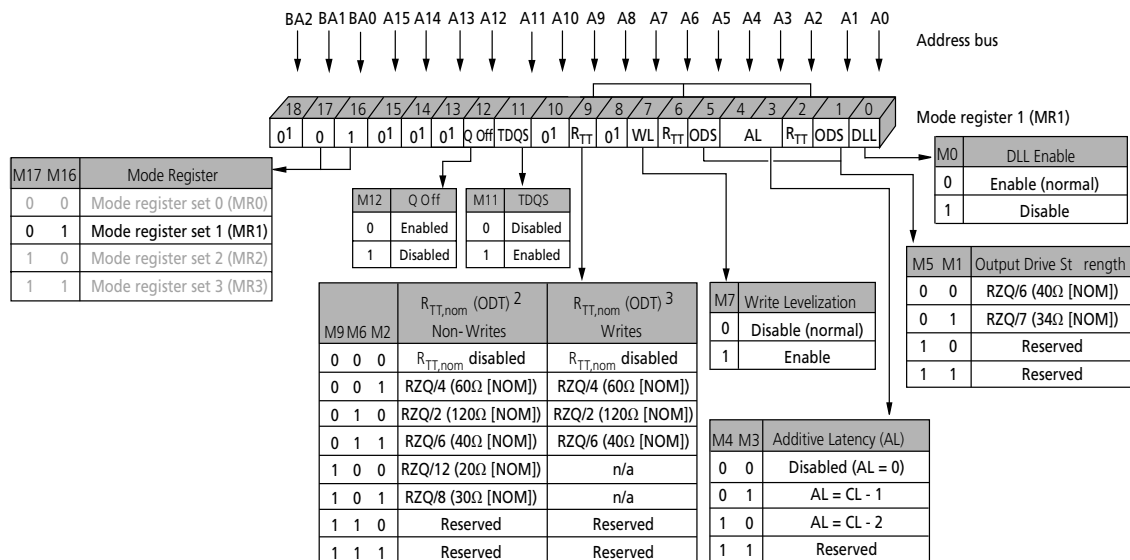 BA2 BA1 BA0 A15 A14 A13 A12 A11 A10 A9 A8 A7 A6 A5 A4 A3 A2 A1 A0
Address bus
18 17 16 15 14 13 12 11 10 9 8 7 6 5 4 3 2 1 0
0¹ 0 1 0¹ 0¹ 0¹ Q Off TDQS 0¹ RTT 0¹ WL RTT ODS AL RTT ODS DLL
Mode register 1 (MR1)
M17 M16 Mode Register
0 0 Mode register set 0 (MR0)
0 1 Mode register set 1 (MR1)
1 0 Mode register set 2 (MR2)
1 1 Mode register set 3 (MR3)
M12 Q Off
0 Enabled
1 Disabled
M11 TDQS
0 Disabled
1 Enabled
M0 DLL Enable
0 Enable (normal)
1 Disable
M5 M1 Output Drive St rength
0 0 RZQ/6 (40Ω [NOM])
0 1 RZQ/7 (34Ω [NOM])
1 0 Reserved
1 1 Reserved
M9 M6 M2 RTT,nom (ODT) 2 Non-Writes RTT,nom (ODT) 3 Writes
0 0 0 RTT,nom disabled RTT,nom disabled
0 0 1 RZQ/4 (60Ω [NOM]) RZQ/4 (60Ω [NOM])
0 1 0 RZQ/2 (120Ω [NOM]) RZQ/2 (120Ω [NOM])
0 1 1 RZQ/6 (40Ω [NOM]) RZQ/6 (40Ω [NOM])
1 0 0 RZQ/12 (20Ω [NOM]) n/a
1 0 1 RZQ/8 (30Ω [NOM]) n/a
1 1 0 Reserved Reserved
1 1 1 Reserved Reserved
M7 Write Levelization
0 Disable (normal)
1 Enable
M4 M3 Additive Latency (AL)
0 0 Disabled (AL = 0)
0 1 AL = CL - 1
1 0 AL = CL - 2
1 1 Reserved